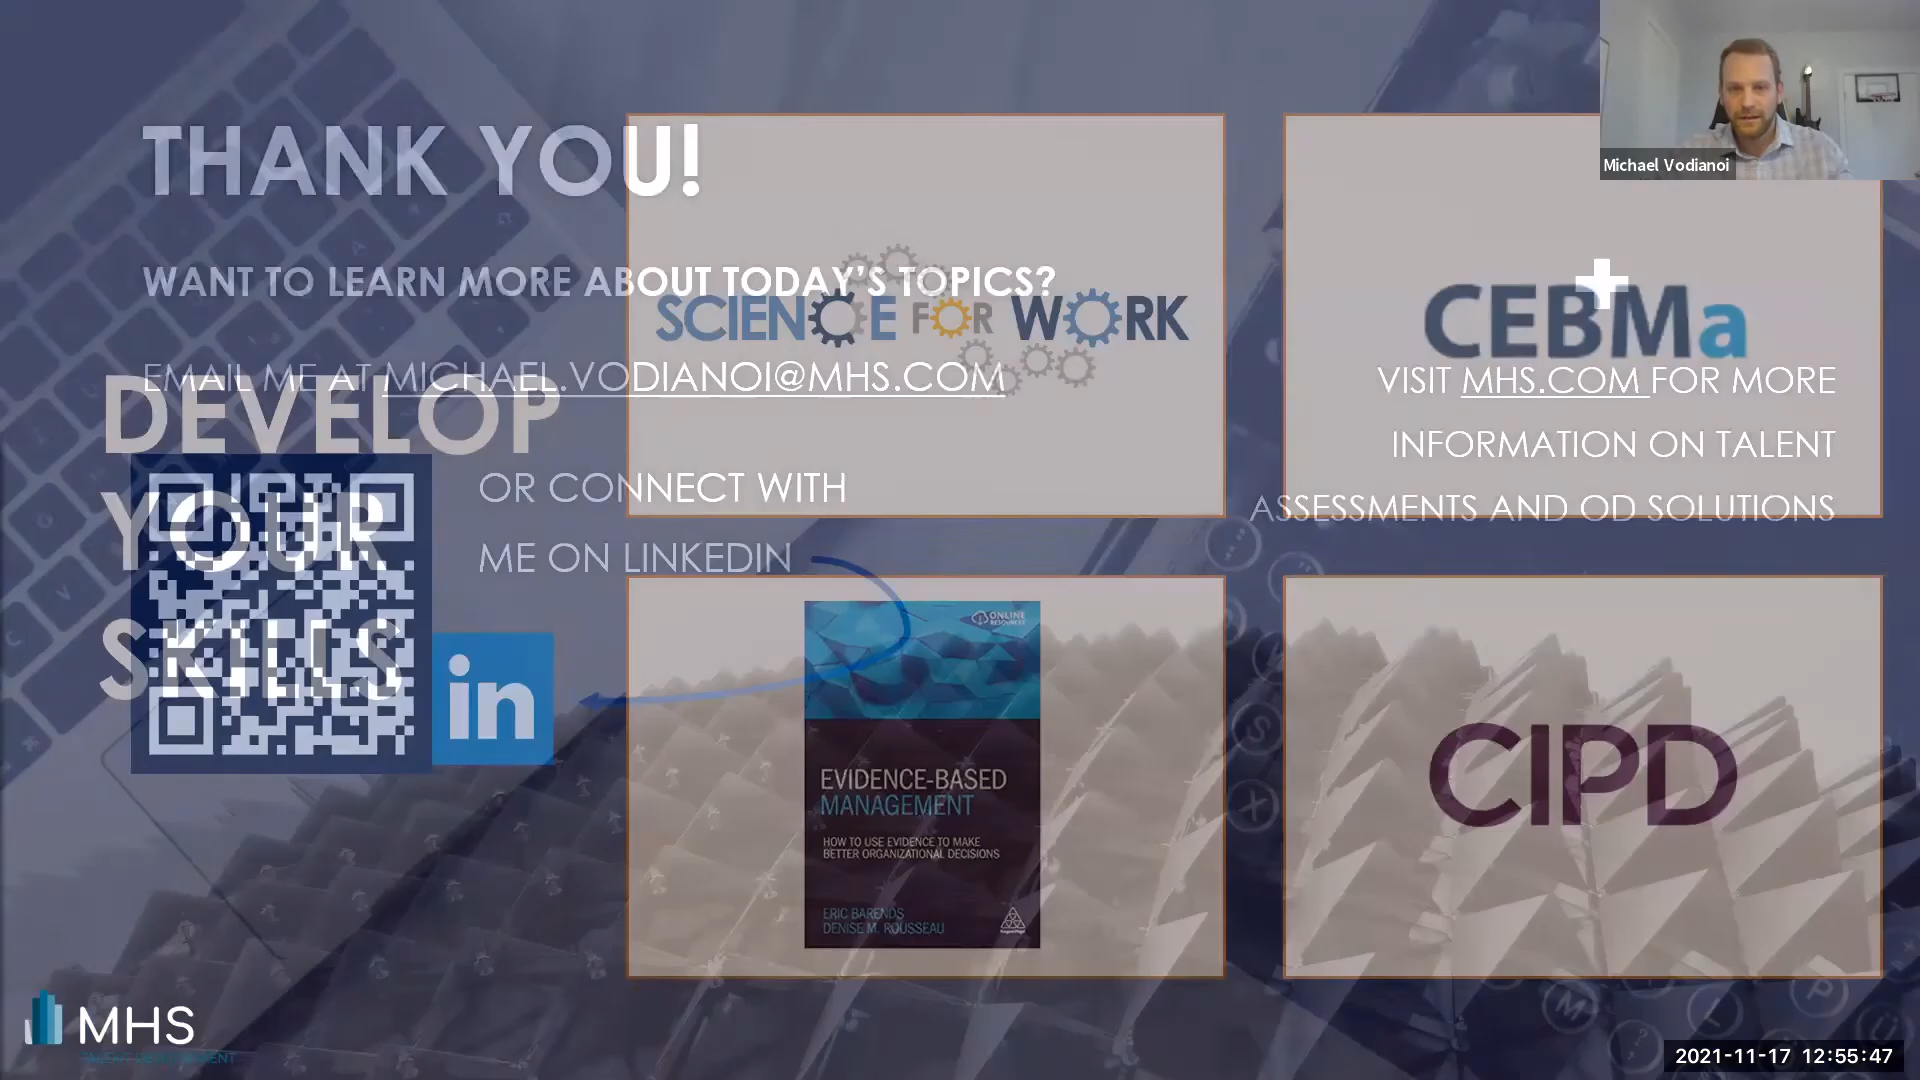 Michael Vodianoi
THANK YOU!
WANT TO LEARN MORE ABOUT TODAY'S TOPICS?
SCIENCE FOR WORK
CEBMa
EMAIL ME AT MICHAEL.VODIANOI@MHS.COM
VISIT MHS.COM FOR MORE
INFORMATION ON TALENT
ASSESSMENTS AND OD SOLUTIONS
DEVELOP
YOUR
SKILLS
OR CONNECT WITH
ME ON LINKEDIN
in
ONLINE
RESOURCES
EVIDENCE-BASED
MANAGEMENT
HOW TO USE EVIDENCE TO MAKE
BETTER ORGANIZATIONAL DECISIONS
ERIC BARENDS
DENISE M. ROUSSEAU
CIPD
MHS
TALENT DEVELOPMENT
2021-11-17 12:55:47